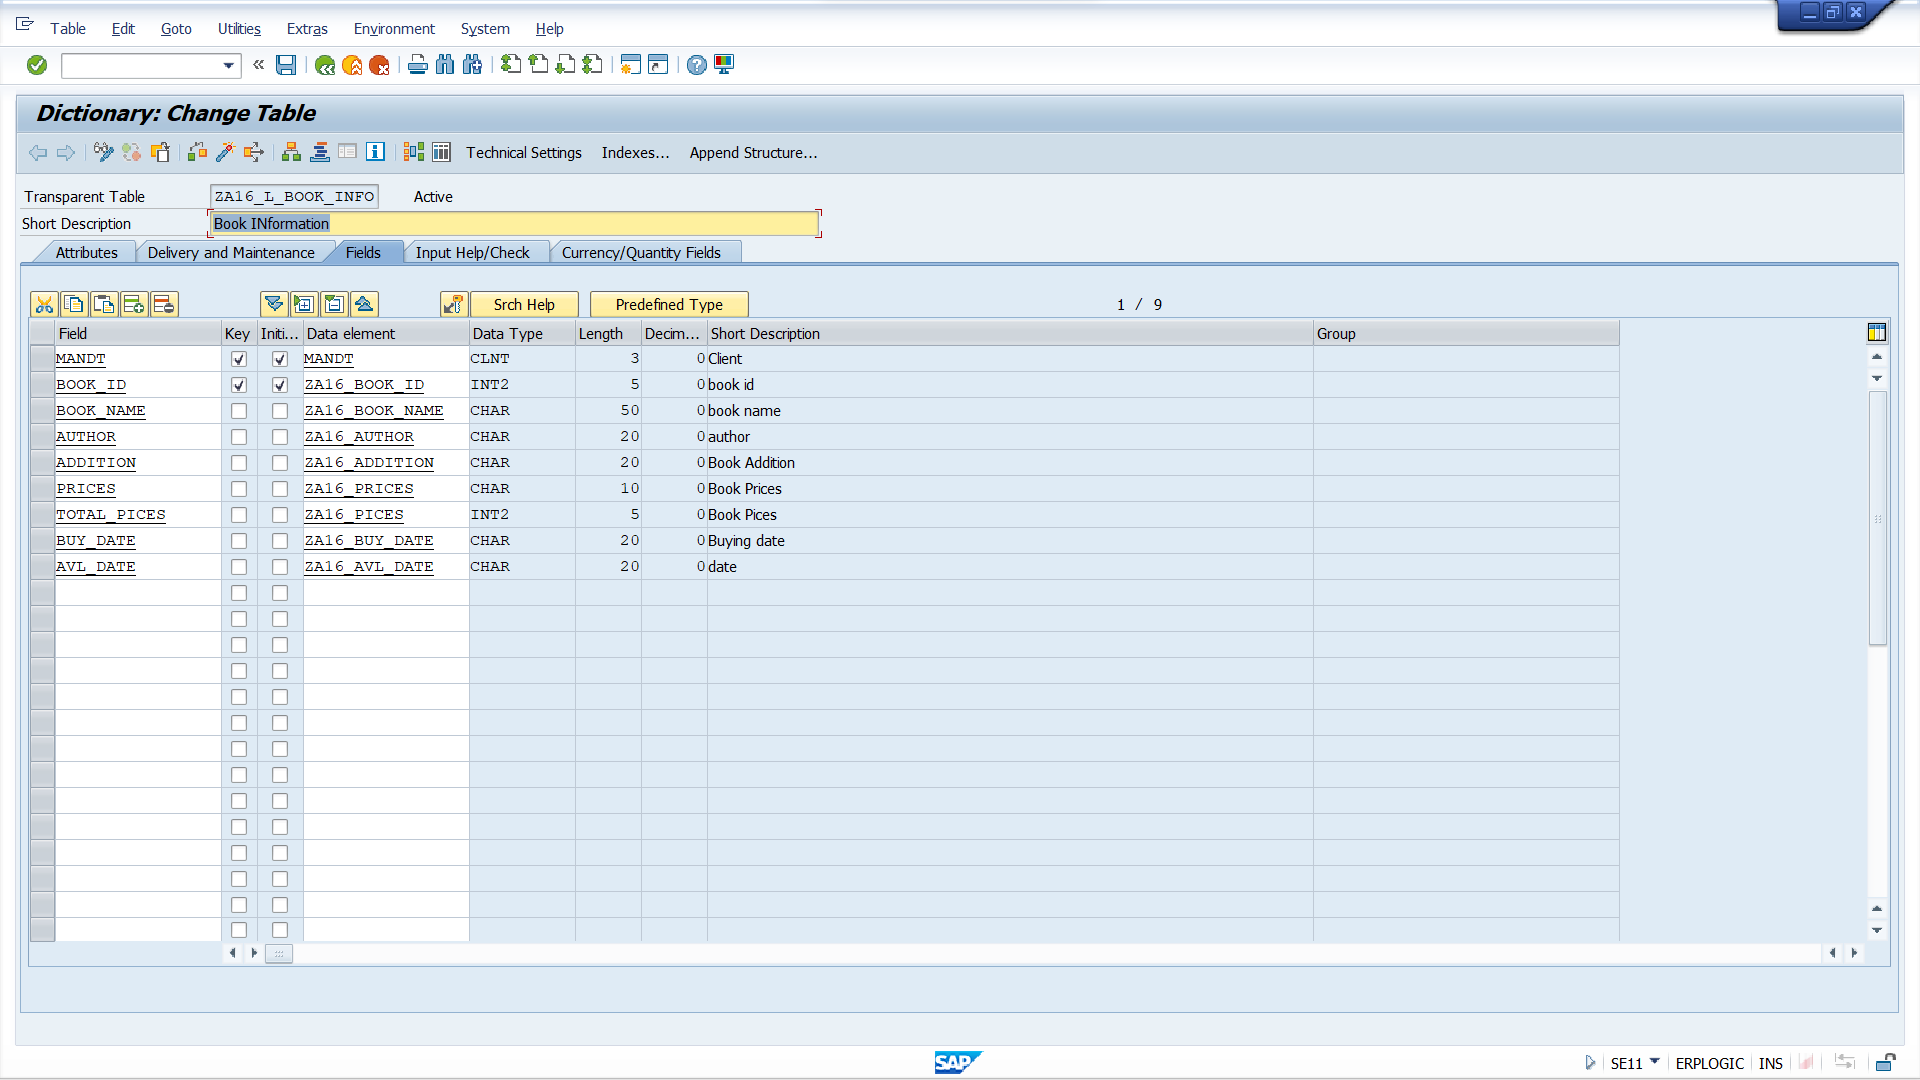 Table Edit Goto Utilities Extras Environment System Help
Dictionary: Change Table
Technical Settings Indexes... Append Structure...
Transparent Table ZA16_L_BOOK_INFO Active
Short Description Book INformation
Attributes Delivery and Maintenance Fields Input Help/Check Currency/Quantity Fields
Srch Help Predefined Type 1 / 9
Field Key Initi... Data element Data Type Length Decim... Short Description Group
MANDT MANDT CLNT 3 0 Client
BOOK_ID ZA16_BOOK_ID INT2 5 0 book id
BOOK_NAME ZA16_BOOK_NAME CHAR 50 0 book name
AUTHOR ZA16_AUTHOR CHAR 20 0 author
ADDITION ZA16_ADDITION CHAR 20 0 Book Addition
PRICES ZA16_PRICES CHAR 10 0 Book Prices
TOTAL_PICES ZA16_PICES INT2 5 0 Book Pices
BUY_DATE ZA16_BUY_DATE CHAR 20 0 Buying date
AVL_DATE ZA16_AVL_DATE CHAR 20 0 date
SAP SE11 ERPLOGIC INS